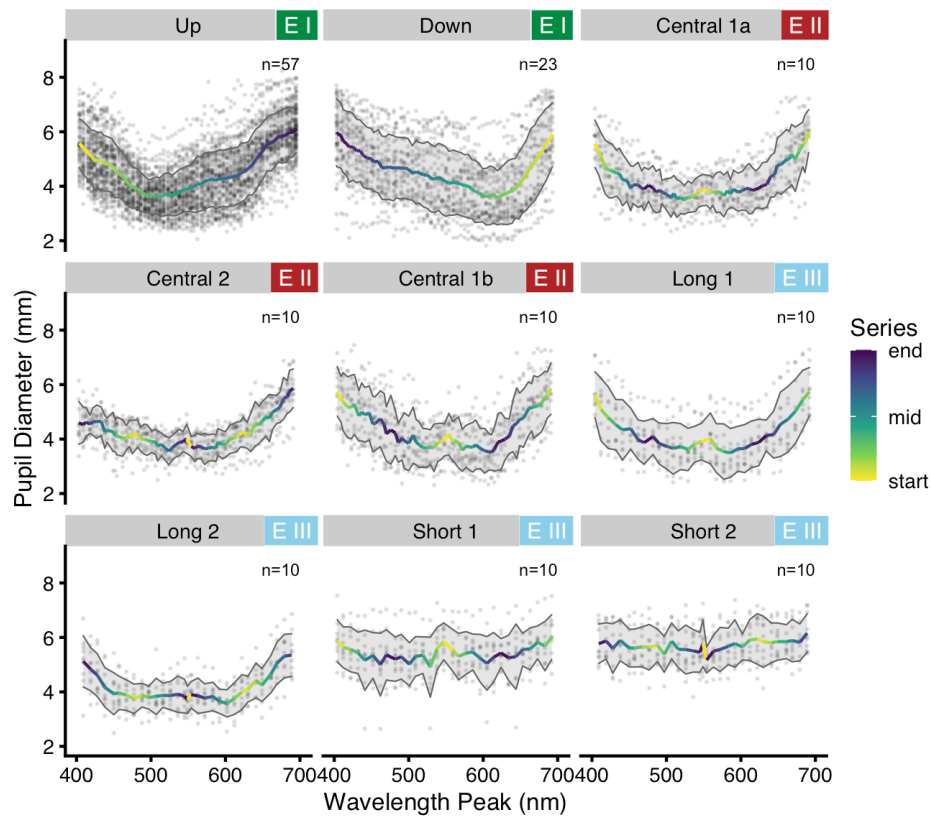 Up E I
Down E I
Central 1a E II
n=57
n=23
n=10
8
6
4
2
Central 2 E II
Central 1b E II
Long 1 E III
n=10
n=10
n=10
8
6
4
2
Long 2 E III
Short 1 E III
Short 2 E III
n=10
n=10
n=10
8
6
4
2
400 500 600 700
400 500 600 700
400 500 600 700
Pupil Diameter (mm)
Wavelength Peak (nm)
Series
end
mid
start